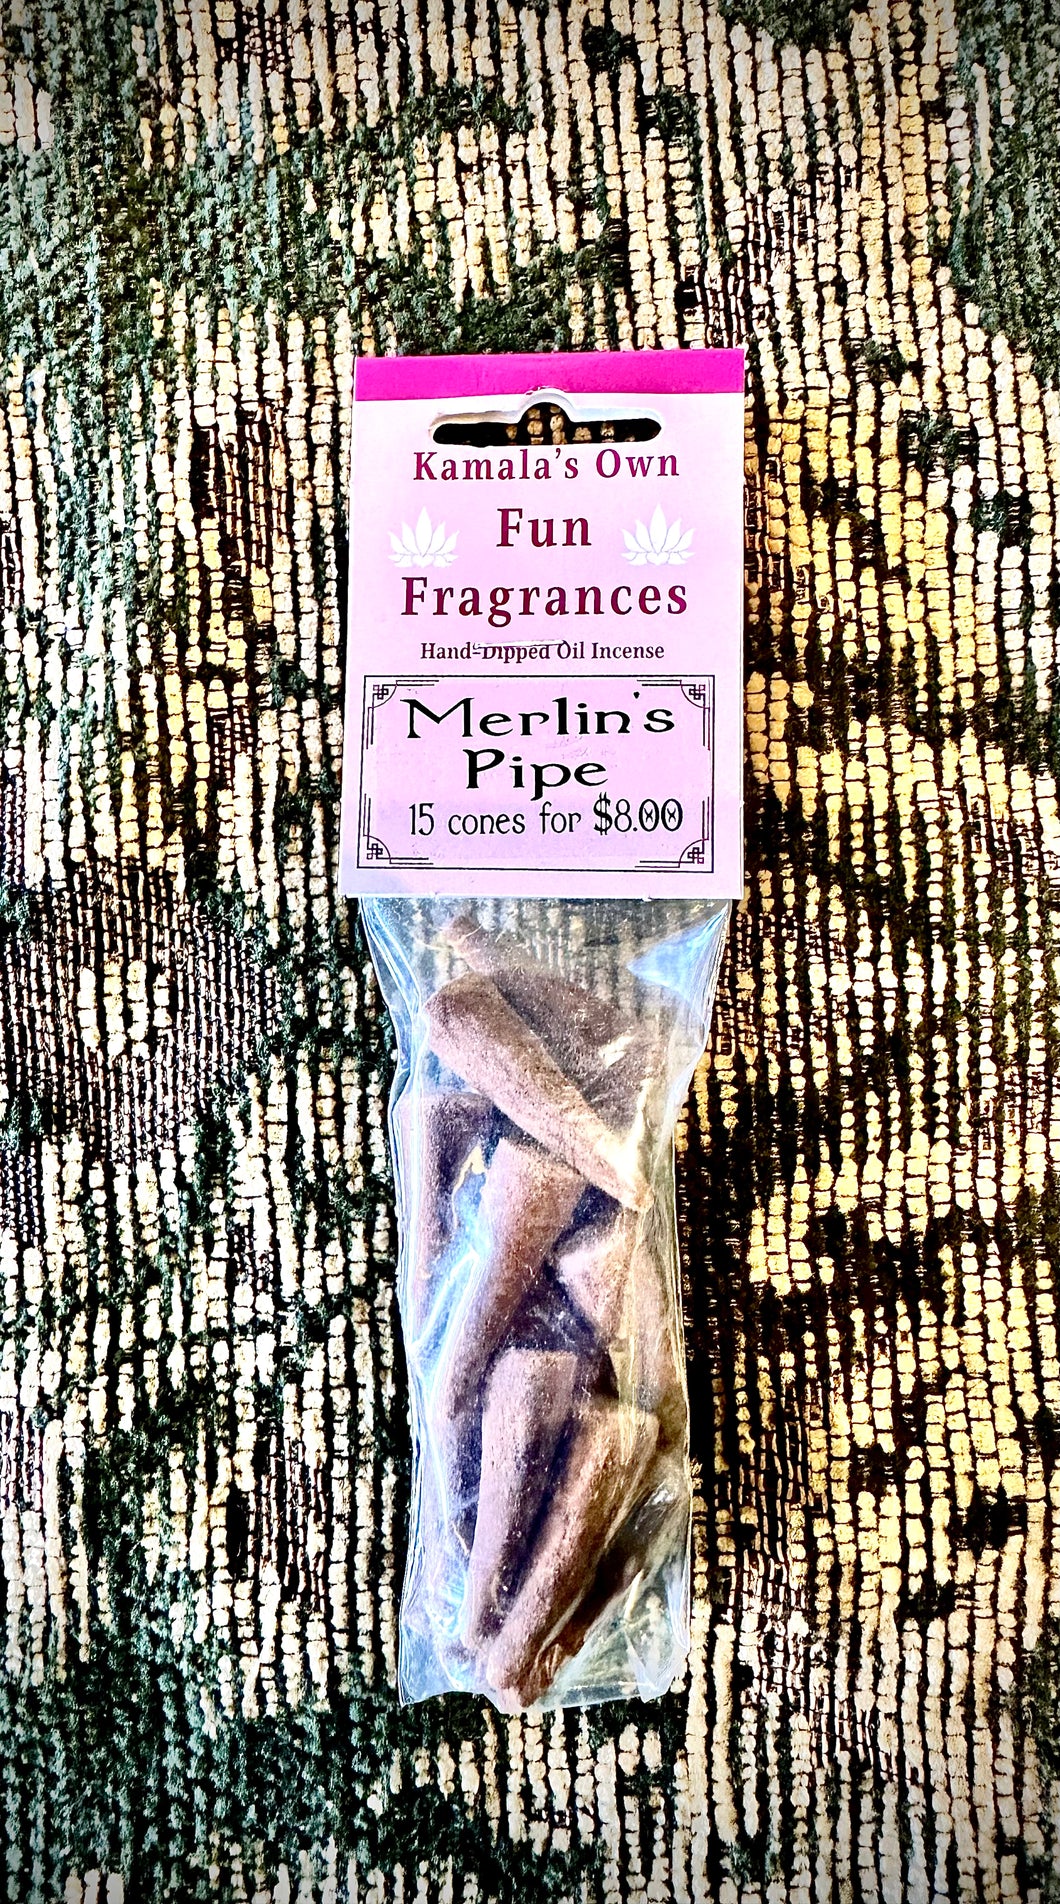 Kamala's Own
Fun
Fragrances
Hand-Dipped Oil Incense
Merlin's
Pipe
15 cones for $8.00